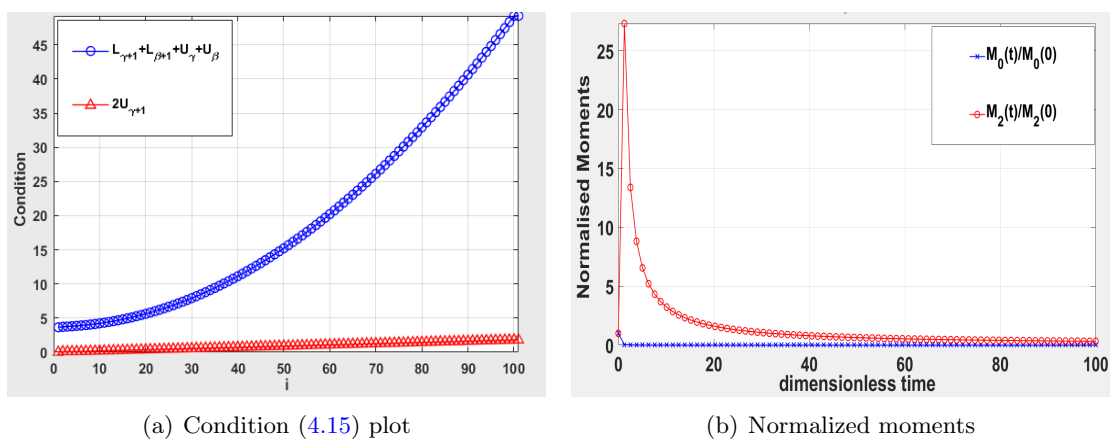 45
40
35
30
25
20
15
10
5
0
Condition
L_{γ+1}+L_{β+1}+U_γ+U_β
2U_{γ+1}
0 10 20 30 40 50 60 70 80 90 100
i
(a) Condition (4.15) plot
25
20
15
10
5
0
Normalised Moments
M_0(t)/M_0(0)
M_2(t)/M_2(0)
0 20 40 60 80 100
dimensionless time
(b) Normalized moments